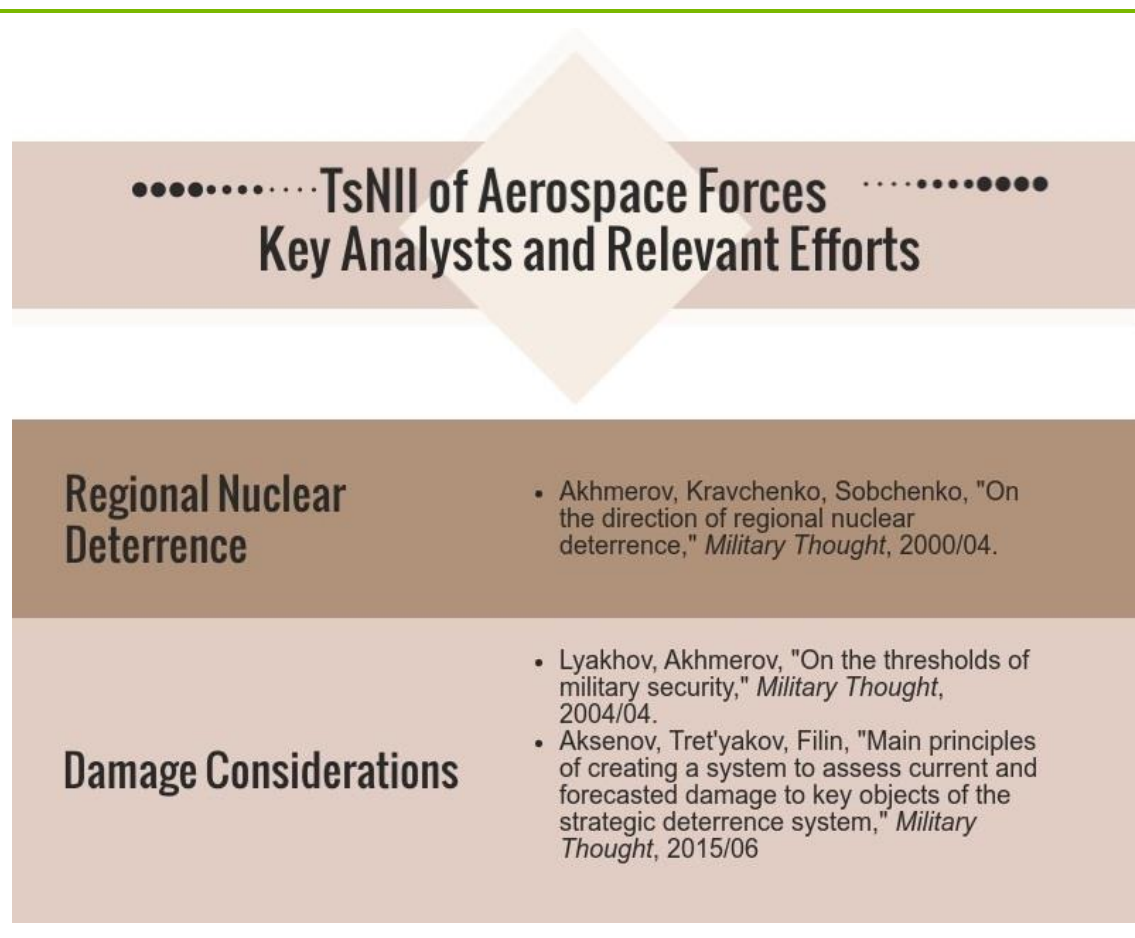 TsNII of Aerospace Forces
Key Analysts and Relevant Efforts
Regional Nuclear
Deterrence
• Akhmerov, Kravchenko, Sobchenko, "On
the direction of regional nuclear
deterrence," Military Thought, 2000/04.
Damage Considerations
• Lyakhov, Akhmerov, "On the thresholds of
military security," Military Thought,
2004/04.
• Aksenov, Tret'yakov, Filin, "Main principles
of creating a system to assess current and
forecasted damage to key objects of the
strategic deterrence system," Military
Thought, 2015/06